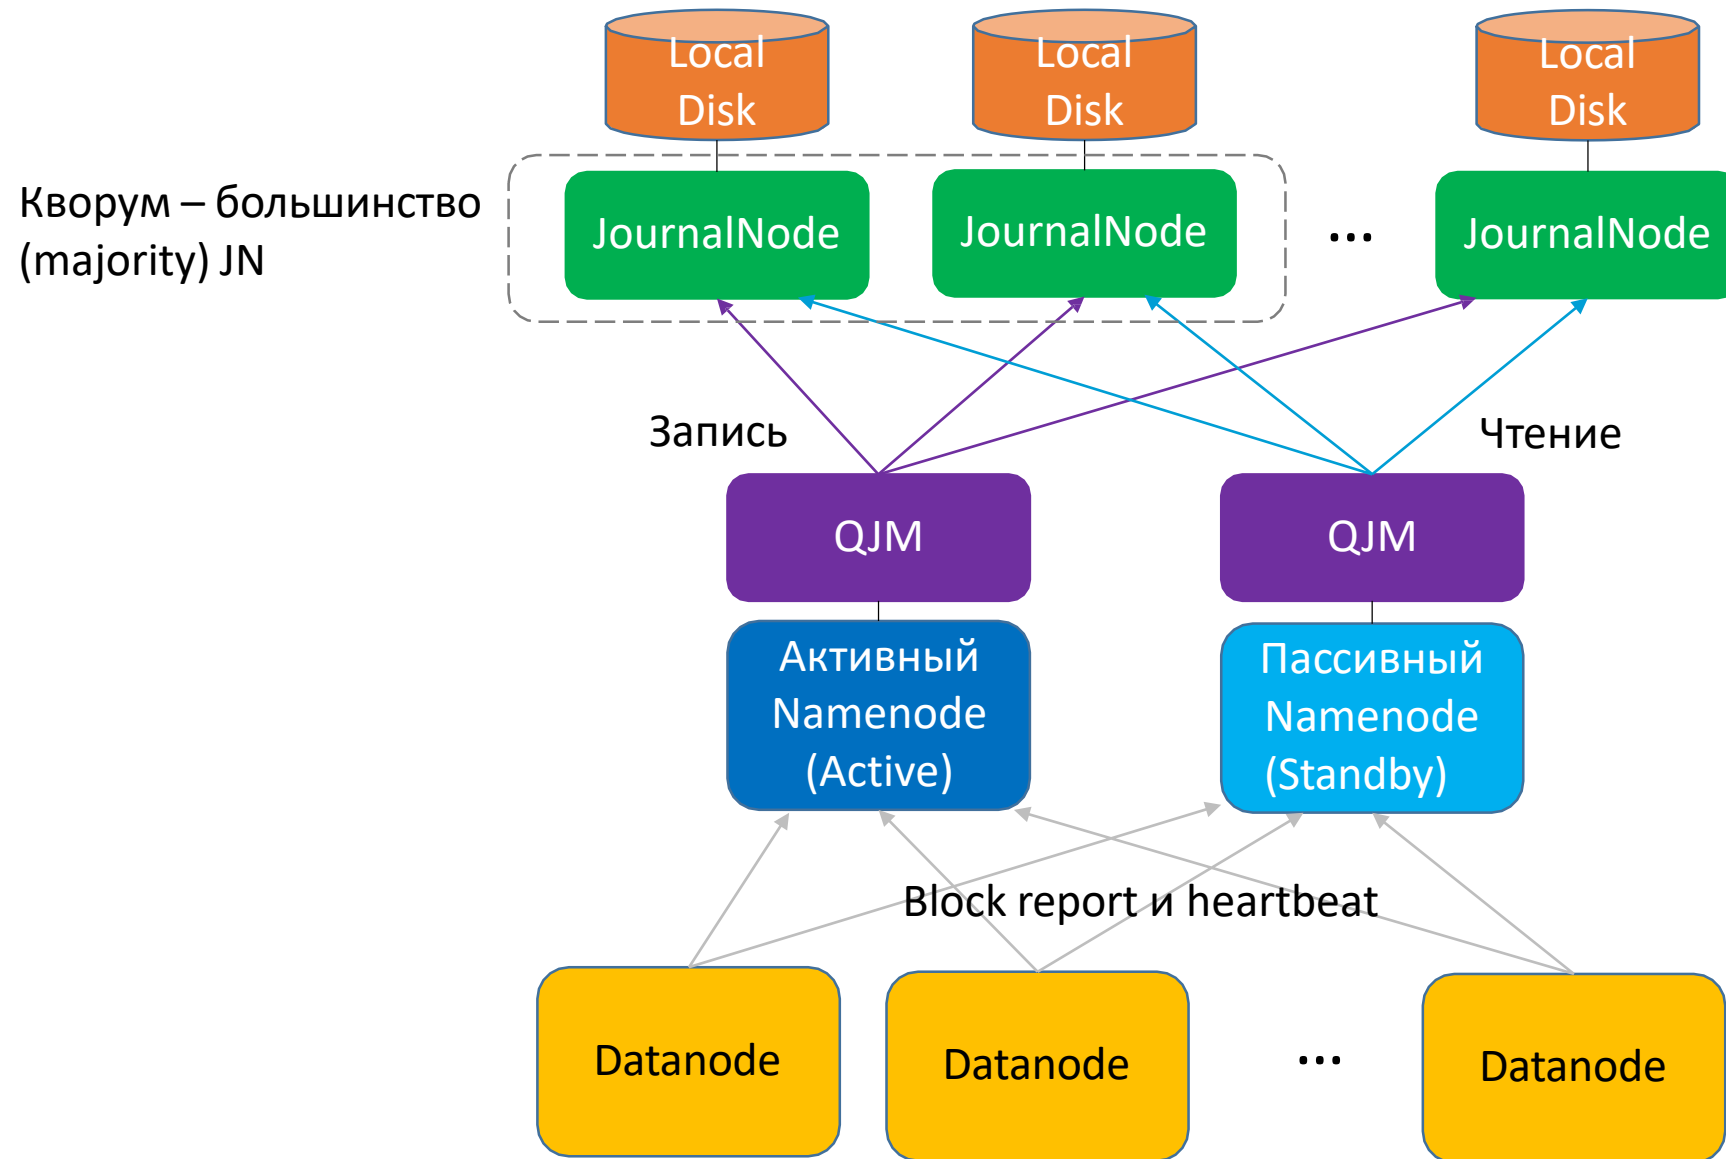 Local
Disk
Local
Disk
Local
Disk
Кворум – большинство
(majority) JN
JournalNode
JournalNode
...
JournalNode
Запись
Чтение
QJM
QJM
Активный
Namenode
(Active)
Пассивный
Namenode
(Standby)
Block report и heartbeat
Datanode
Datanode
...
Datanode